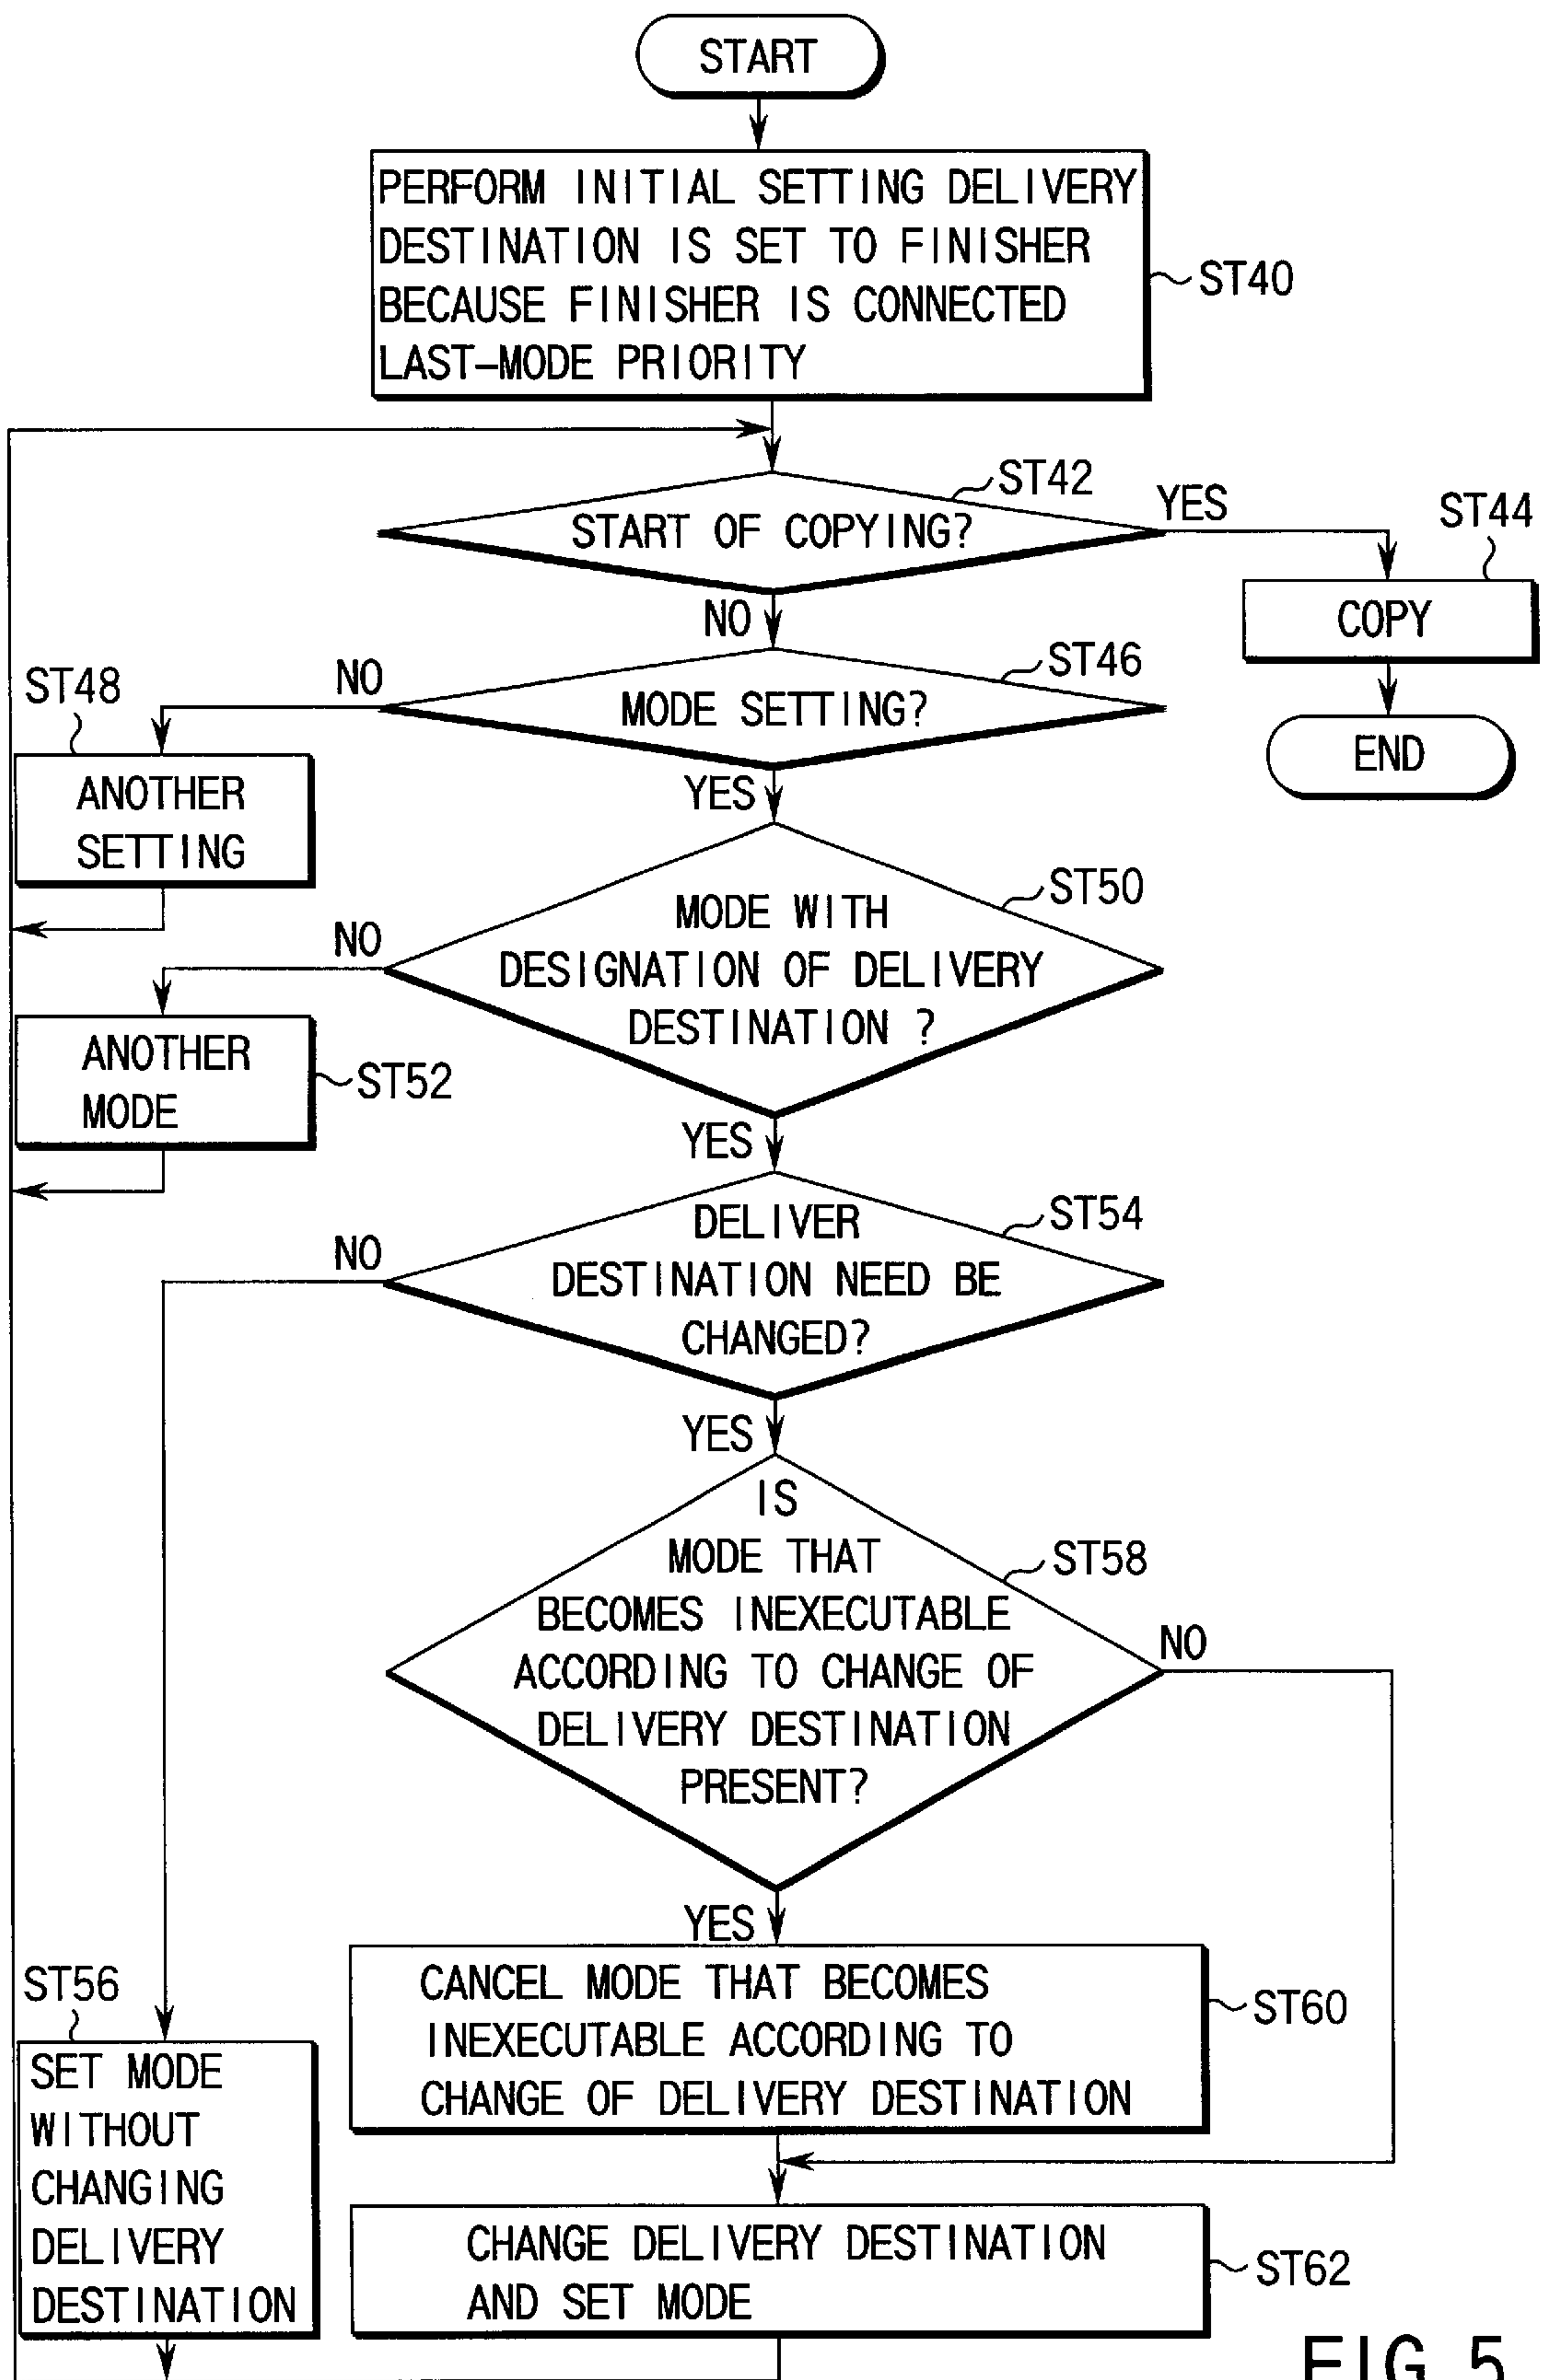 START
PERFORM INITIAL SETTING DELIVERY
DESTINATION IS SET TO FINISHER
BECAUSE FINISHER IS CONNECTED
LAST-MODE PRIORITY
ST40
ST42
START OF COPYING?
YES
ST44
COPY
END
NO
ST46
MODE SETTING?
NO
ST48
ANOTHER
SETTING
YES
ST50
MODE WITH
DESIGNATION OF DELIVERY
DESTINATION ?
NO
ANOTHER
MODE
ST52
YES
ST54
DELIVER
DESTINATION NEED BE
CHANGED?
NO
YES
IS
MODE THAT
BECOMES INEXECUTABLE
ACCORDING TO CHANGE OF
DELIVERY DESTINATION
PRESENT?
ST58
NO
YES
CANCEL MODE THAT BECOMES
INEXECUTABLE ACCORDING TO
CHANGE OF DELIVERY DESTINATION
ST60
ST56
SET MODE
WITHOUT
CHANGING
DELIVERY
DESTINATION
CHANGE DELIVERY DESTINATION
AND SET MODE
ST62
FIG. 5